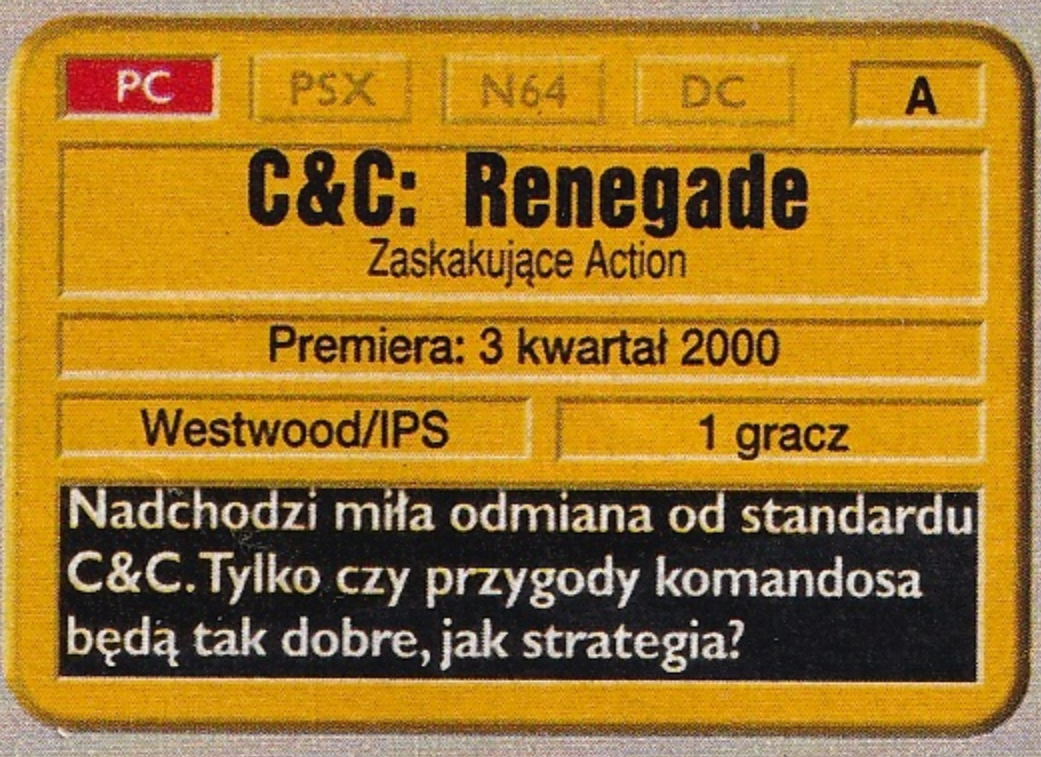 PC PSX N64 DC A
C&C: Renegade
Zaskakujące Action
Premiera: 3 kwartał 2000
Westwood/IPS 1 gracz
Nadchodzi miła odmiana od standardu
C&C. Tylko czy przygody komandosa
będą tak dobre, jak strategia?